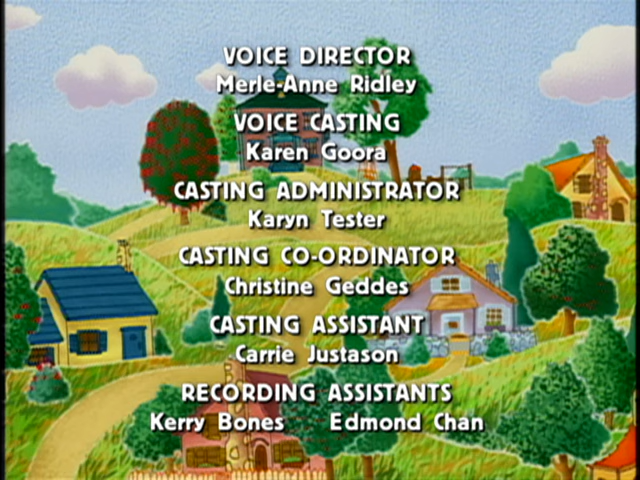 VOICE DIRECTOR
Merle-Anne Ridley
VOICE CASTING
Karen Goora
CASTING ADMINISTRATOR
Karyn Tester
CASTING CO-ORDINATOR
Christine Geddes
CASTING ASSISTANT
Carrie Justason
RECORDING ASSISTANTS
Kerry Bones Edmond Chan